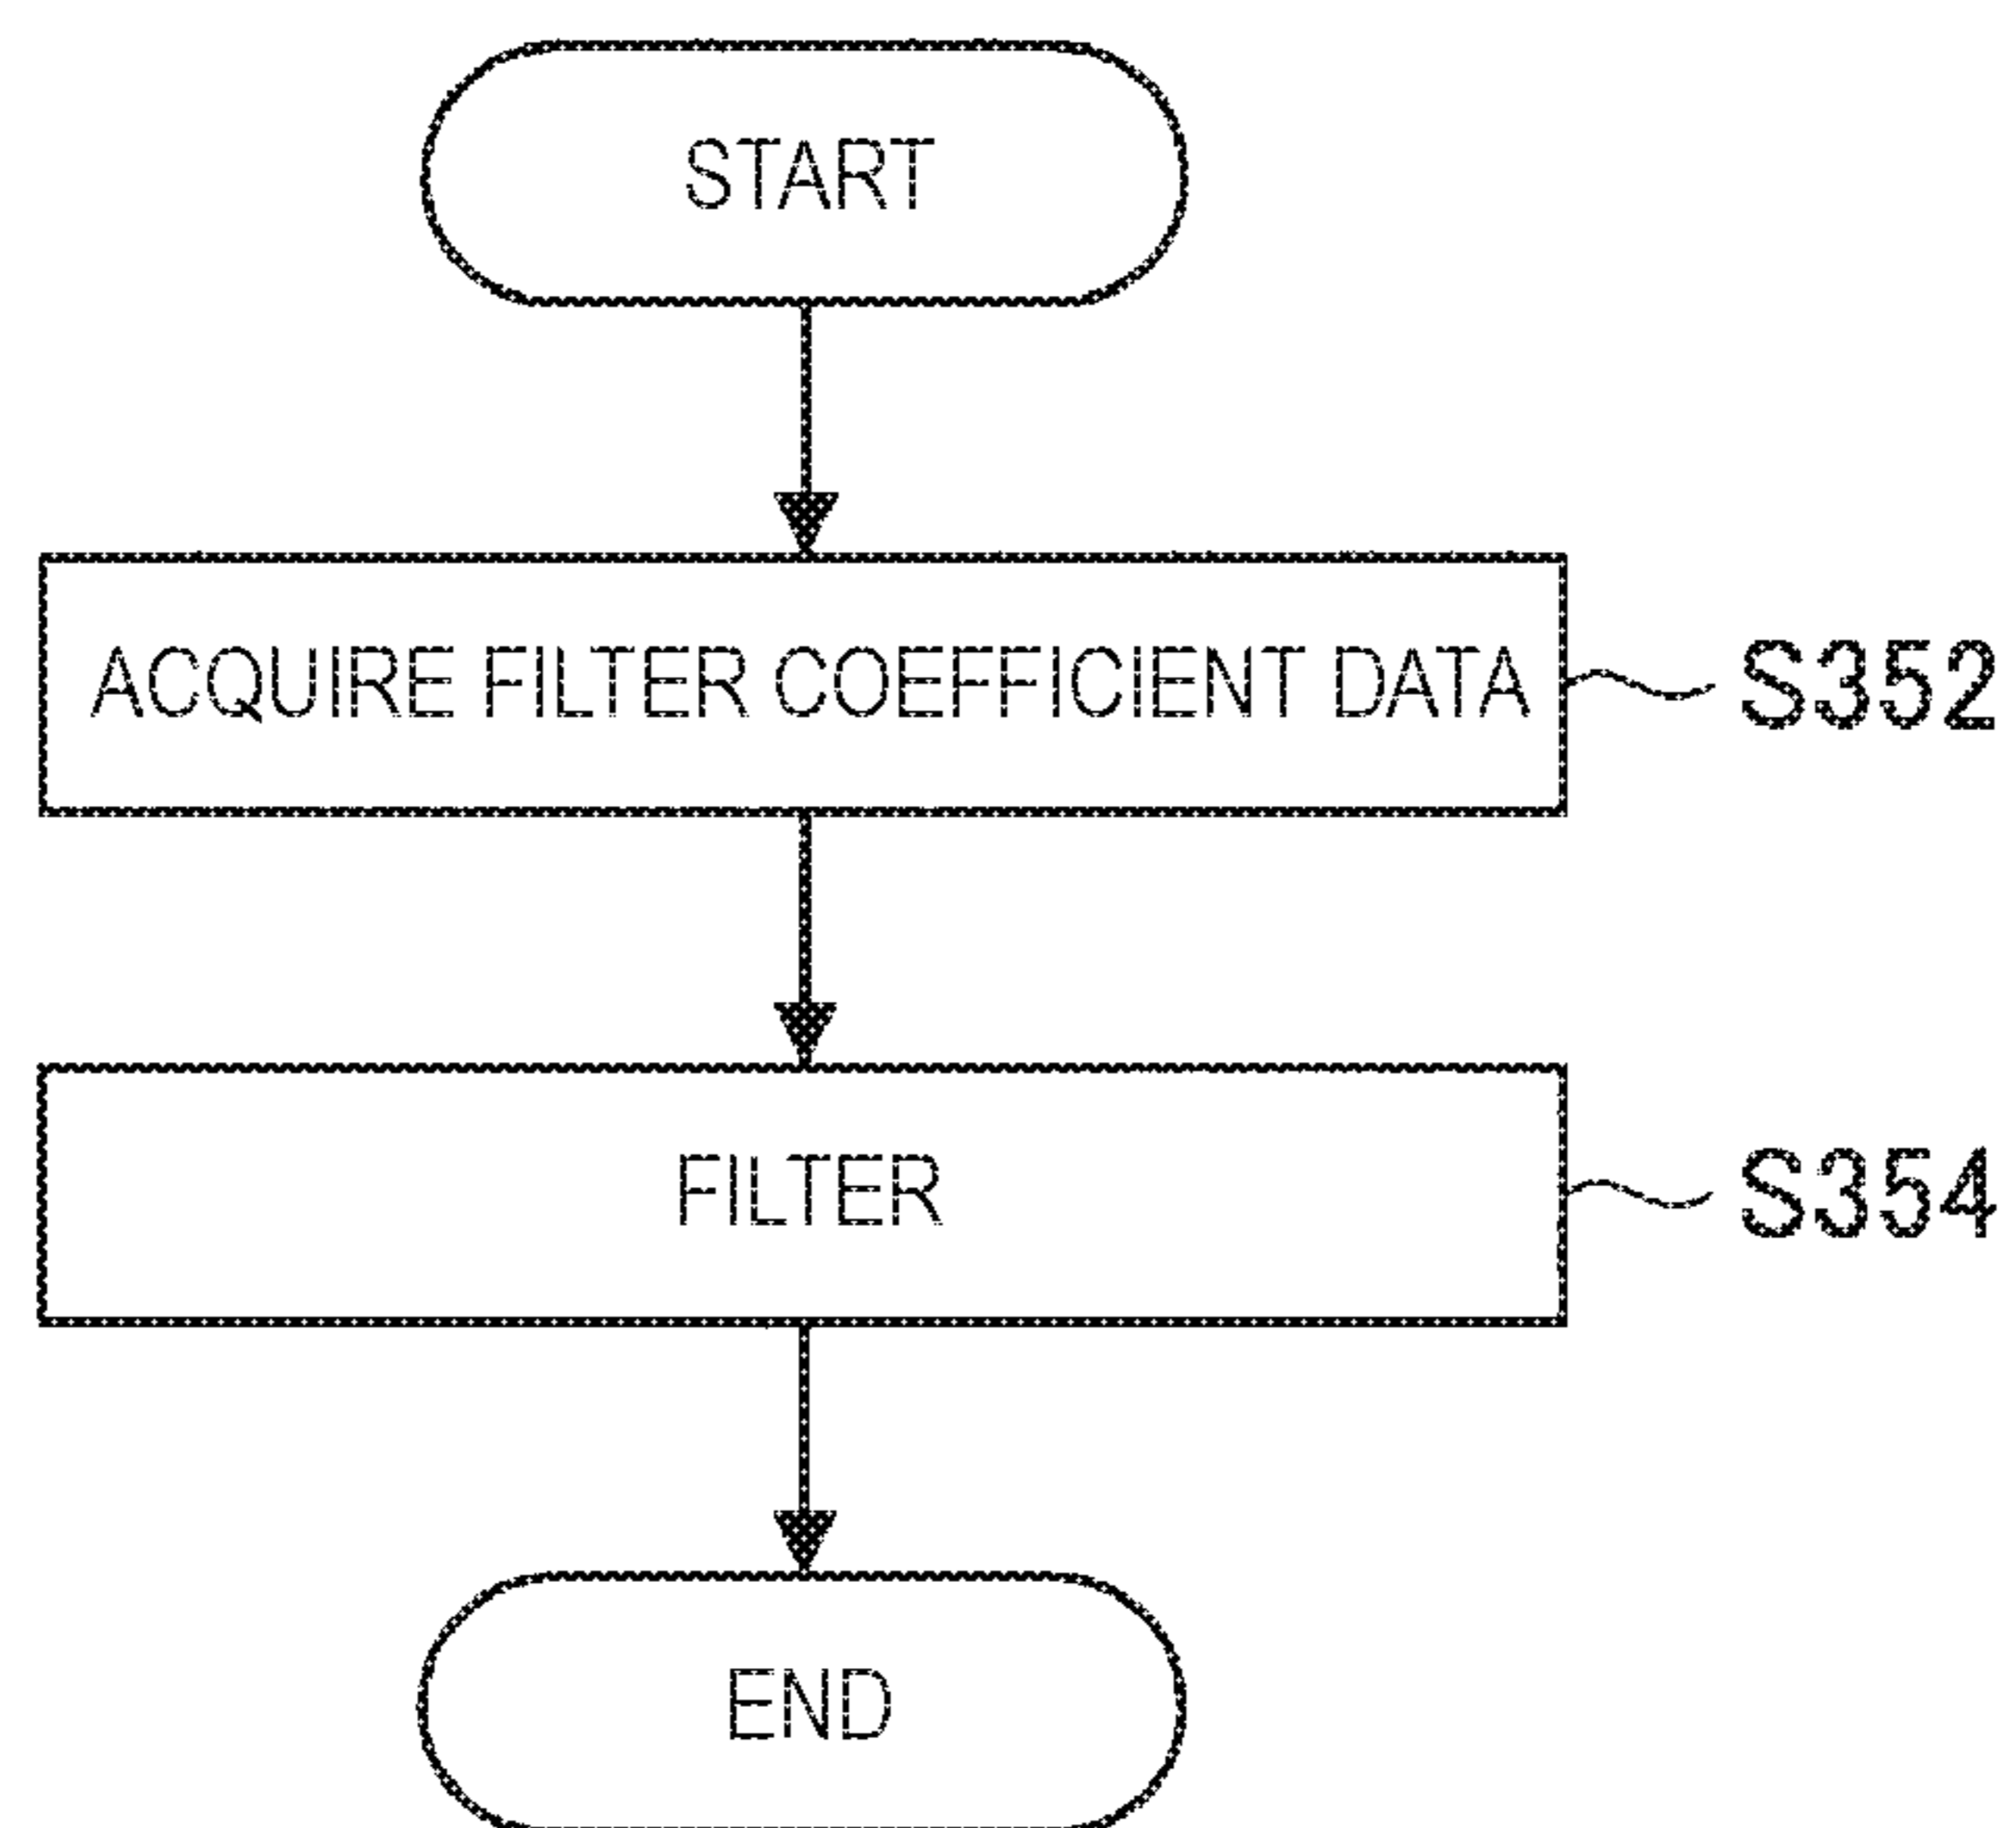 START
ACQUIRE FILTER COEFFICIENT DATA
S352
FILTER
S354
END